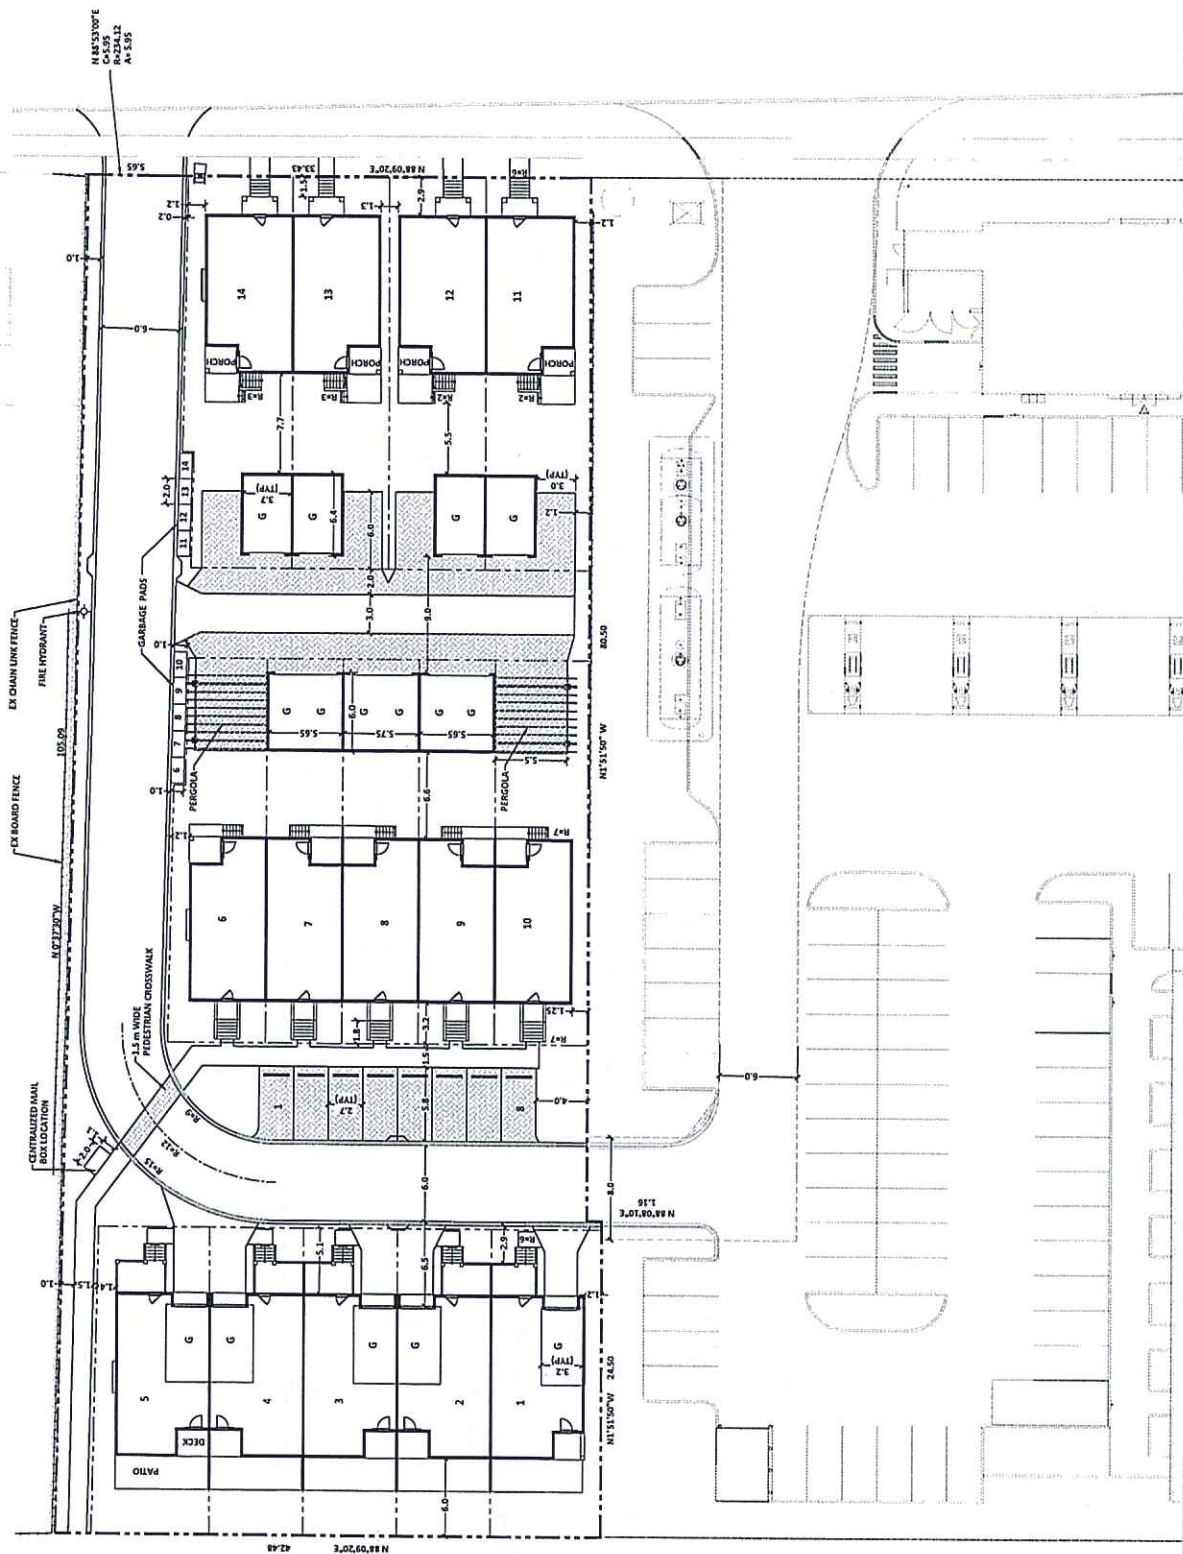 N 88°53'00"E
C=5.95
R=234.12
A= 5.95
EX CHAIN LINK FENCE
FIRE HYDRANT
EX BOARD FENCE
105.09
N 0°37'30"W
5.65
33.43
N 88°09'20"E
1.5
2.9
R=6
1.2
0.2
1.3
1.2
1.0
6.0
14
13
12
11
PORCH
PORCH
PORCH
PORCH
R=3
R=3
R=2
R=2
7.7
5.5
2.0
14
13
12
11
GARBAGE PADS
3.7
(TYP)
3.0
(TYP)
G
G
G
G
6.4
6.0
1.2
2.0
3.0
9.0
1.0
80.50
N1°51'50" W
10
9
8
7
6
G
G
G
G
G
G
5.65
5.75
5.65
6.0
5.5
PERGOLA
PERGOLA
1.0
6.6
1.2
R=7
6
7
8
9
10
1.25
1.8
3.2
1.5
R=7
1.5 m WIDE
PEDESTRIAN CROSSWALK
CENTRALIZED MAIL
BOX LOCATION
2.0
1.1
R=9
R=12
R=15
1
2.7
(TYP)
5.8
8
4.0
6.0
6.0
8.0
N 88°08'10"E
1.16
1.0
1.5
1.4
5.1
6.5
2.9
R=6
1.2
5
4
3
2
1
G
G
G
G
G
3.2
(TYP)
DECK
PATIO
6.0
N1°51'50"W
24.50
42.48
N 88°09'20"E